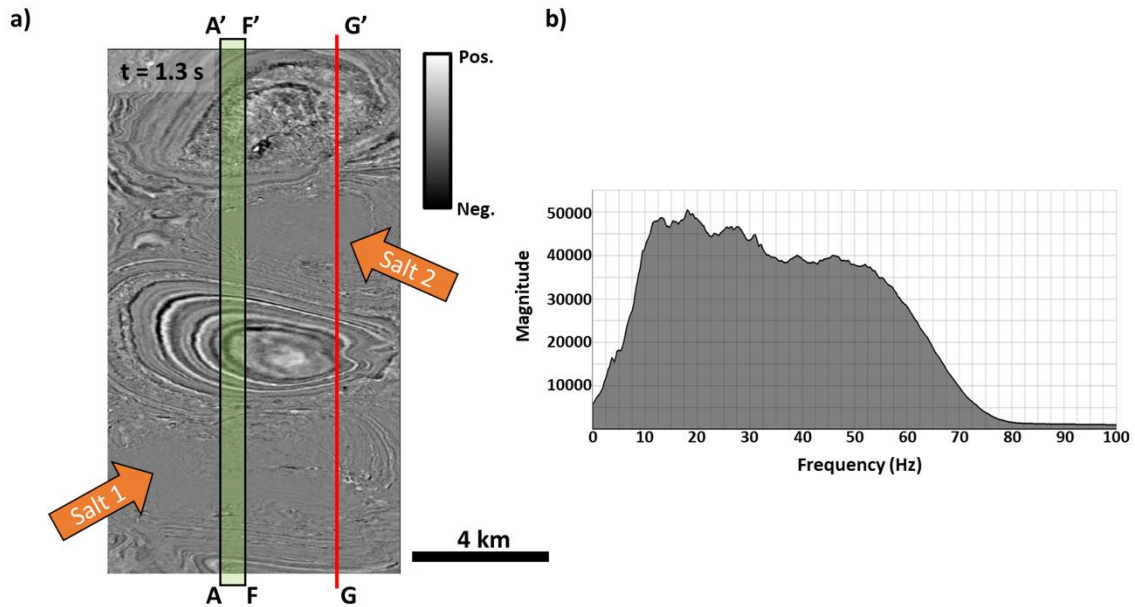 a)
A’ F’ G’
t = 1.3 s
Pos.
Neg.
Salt 2
Salt 1
4 km
A F G
b)
50000
40000
30000
20000
10000
Magnitude
0 10 20 30 40 50 60 70 80 90 100
Frequency (Hz)